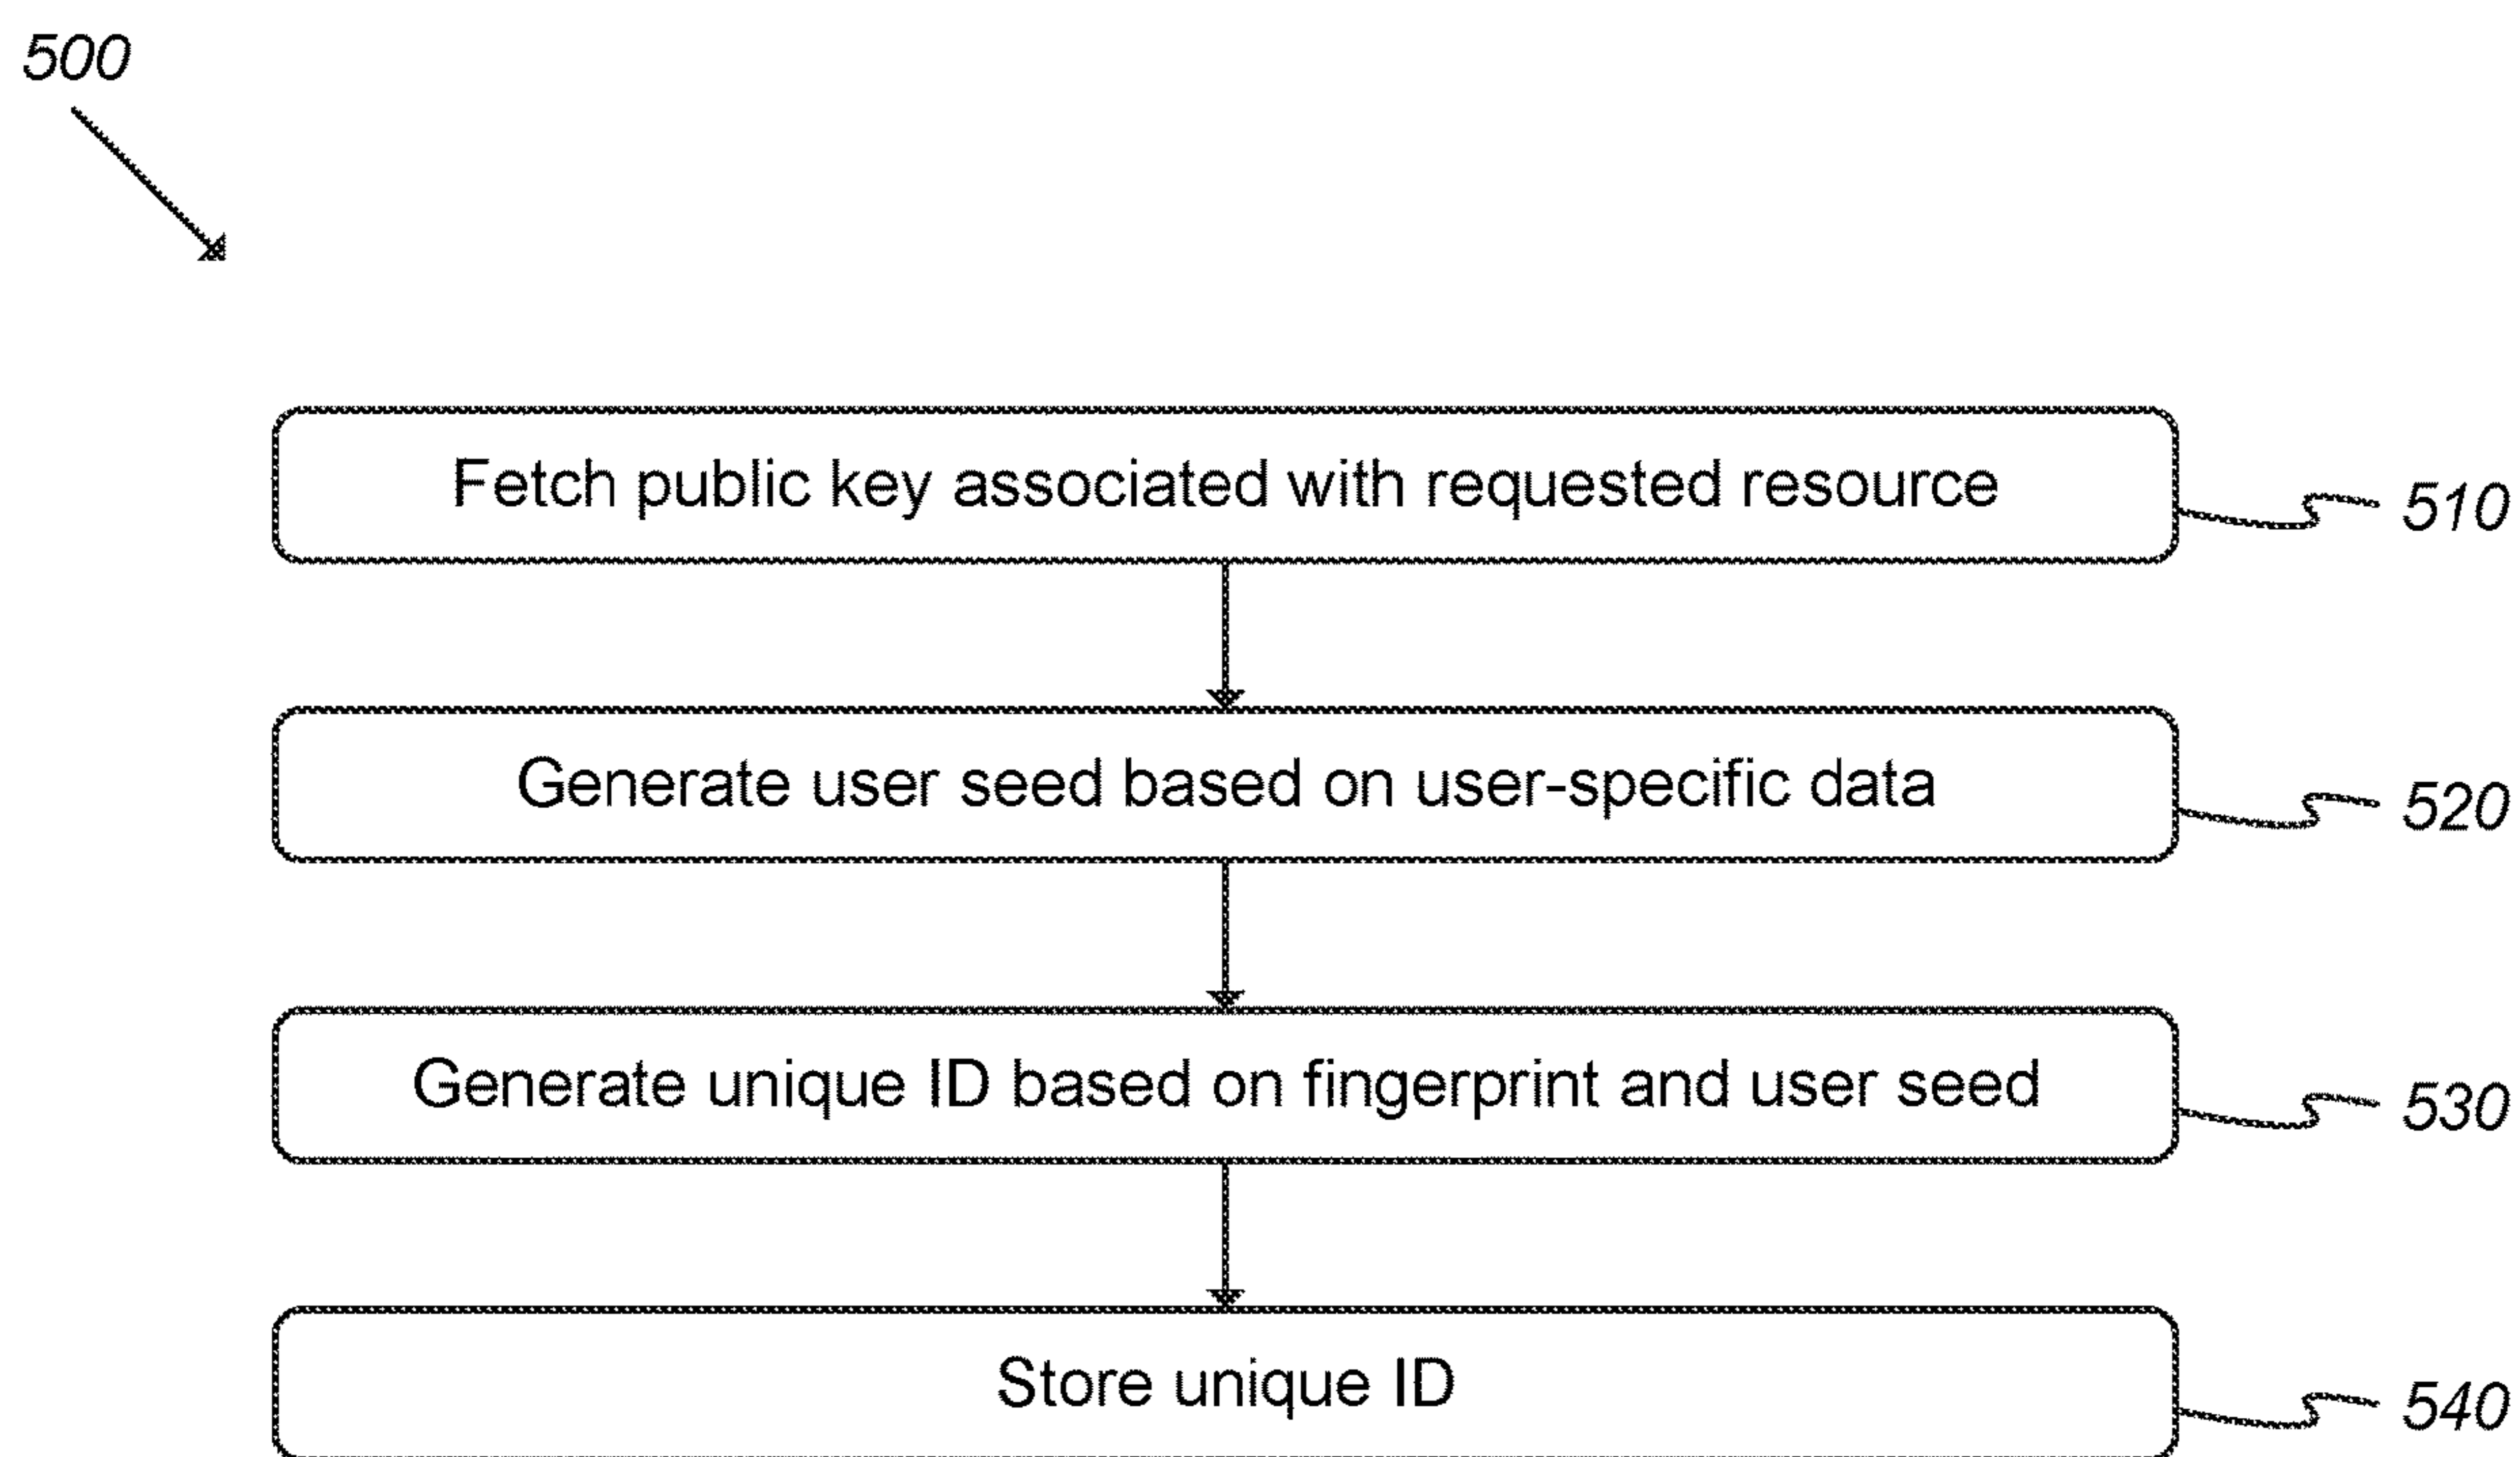 500
Fetch public key associated with requested resource
510
Generate user seed based on user-specific data
520
Generate unique ID based on fingerprint and user seed
530
Store unique ID
540